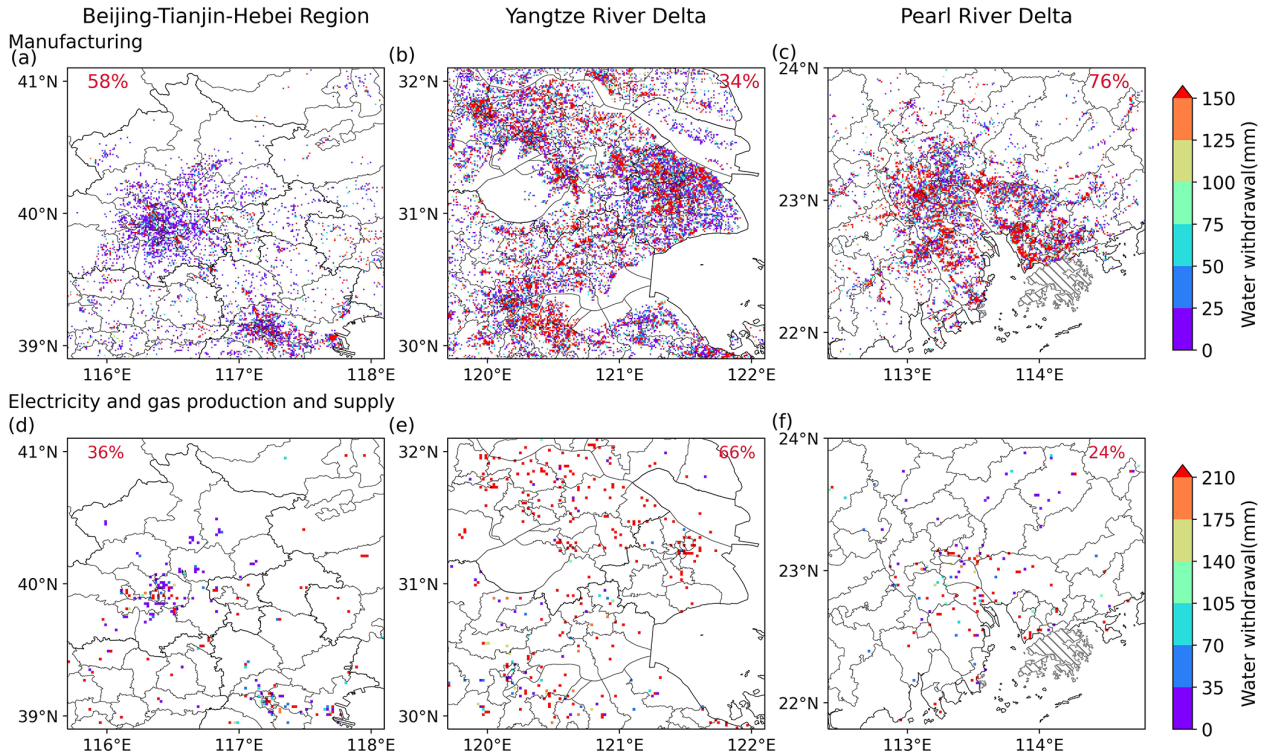 Beijing-Tianjin-Hebei Region Yangtze River Delta Pearl River Delta
Manufacturing
(a) (b) (c)
58% 34% 76%
41°N 32°N 24°N
40°N 31°N 23°N
39°N 30°N 22°N
116°E 117°E 118°E 120°E 121°E 122°E 113°E 114°E
150
125
100
75
50
25
0
Water withdrawal(mm)
Electricity and gas production and supply
(d) (e) (f)
36% 66% 24%
41°N 32°N 24°N
40°N 31°N 23°N
39°N 30°N 22°N
116°E 117°E 118°E 120°E 121°E 122°E 113°E 114°E
210
175
140
105
70
35
0
Water withdrawal(mm)